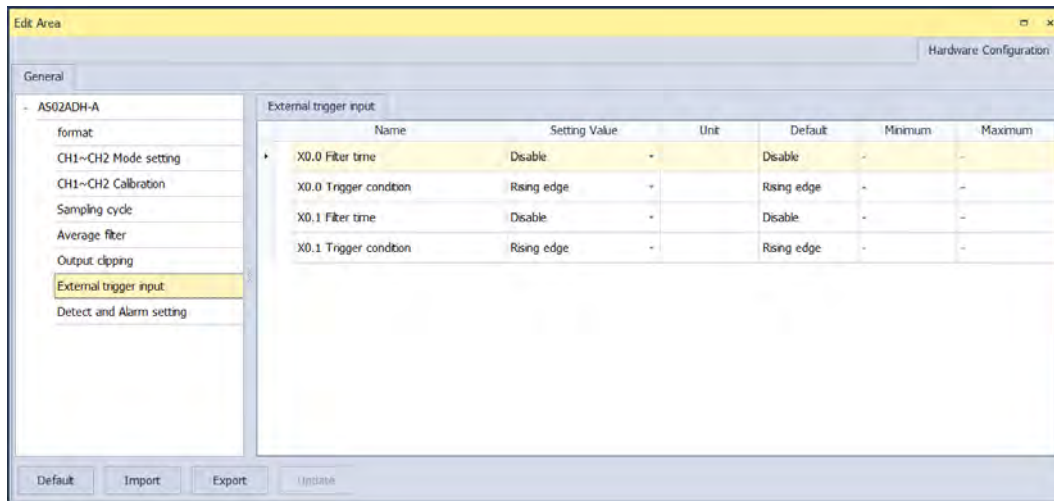 Edit Area
Hardware Configuration
General
- AS02ADH-A
format
CH1~CH2 Mode setting
CH1~CH2 Calibration
Sampling cycle
Average filter
Output clipping
External trigger input
Detect and Alarm setting
External trigger input
Name Setting Value Unit Default Minimum Maximum
X0.0 Filter time Disable Disable - -
X0.0 Trigger condition Rising edge Rising edge - -
X0.1 Filter time Disable Disable - -
X0.1 Trigger condition Rising edge Rising edge - -
Default Import Export Update